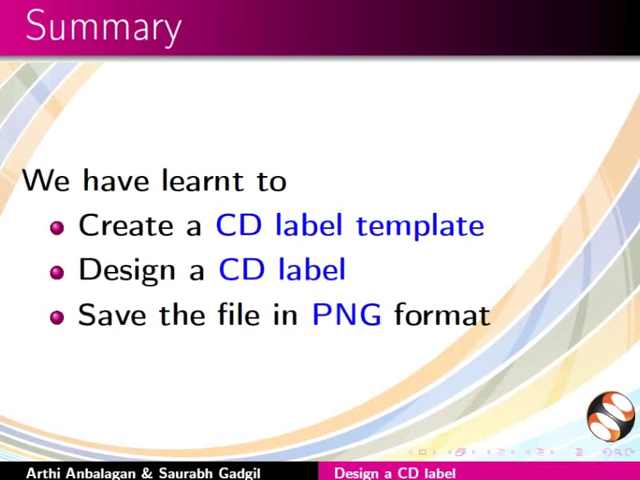 Summary
We have learnt to
Create a CD label template
Design a CD label
Save the file in PNG format
Arthi Anbalagan & Saurabh Gadgil
Design a CD label